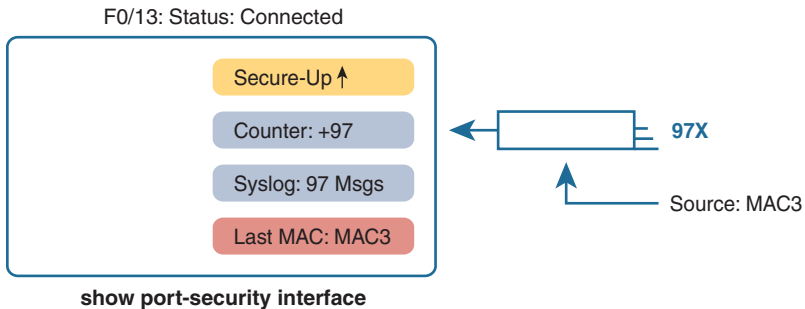 F0/13: Status: Connected
Secure-Up
Counter: +97
Syslog: 97 Msgs
Last MAC: MAC3
97X
Source: MAC3
show port-security interface